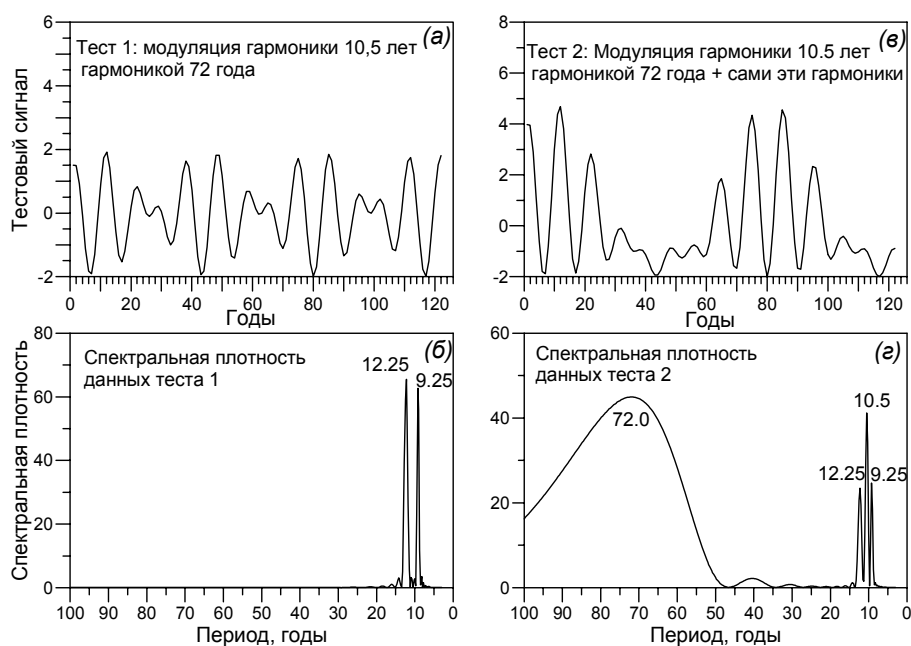 (а)
Тест 1: модуляция гармоники 10,5 лет
гармоникой 72 года
Тестовый сигнал
6
4
2
0
-2
0 20 40 60 80 100 120
Годы
(в)
Тест 2: Модуляция гармоники 10.5 лет
гармоникой 72 года + сами эти гармоники
8
6
4
2
0
-2
0 20 40 60 80 100 120
Годы
(б)
Спектральная плотность
данных теста 1
12.25
9.25
Спектральная плотность
80
60
40
20
0
100 90 80 70 60 50 40 30 20 10 0
Период, годы
(г)
Спектральная плотность
данных теста 2
10.5
72.0
12.25
9.25
60
40
20
0
100 90 80 70 60 50 40 30 20 10 0
Период, годы